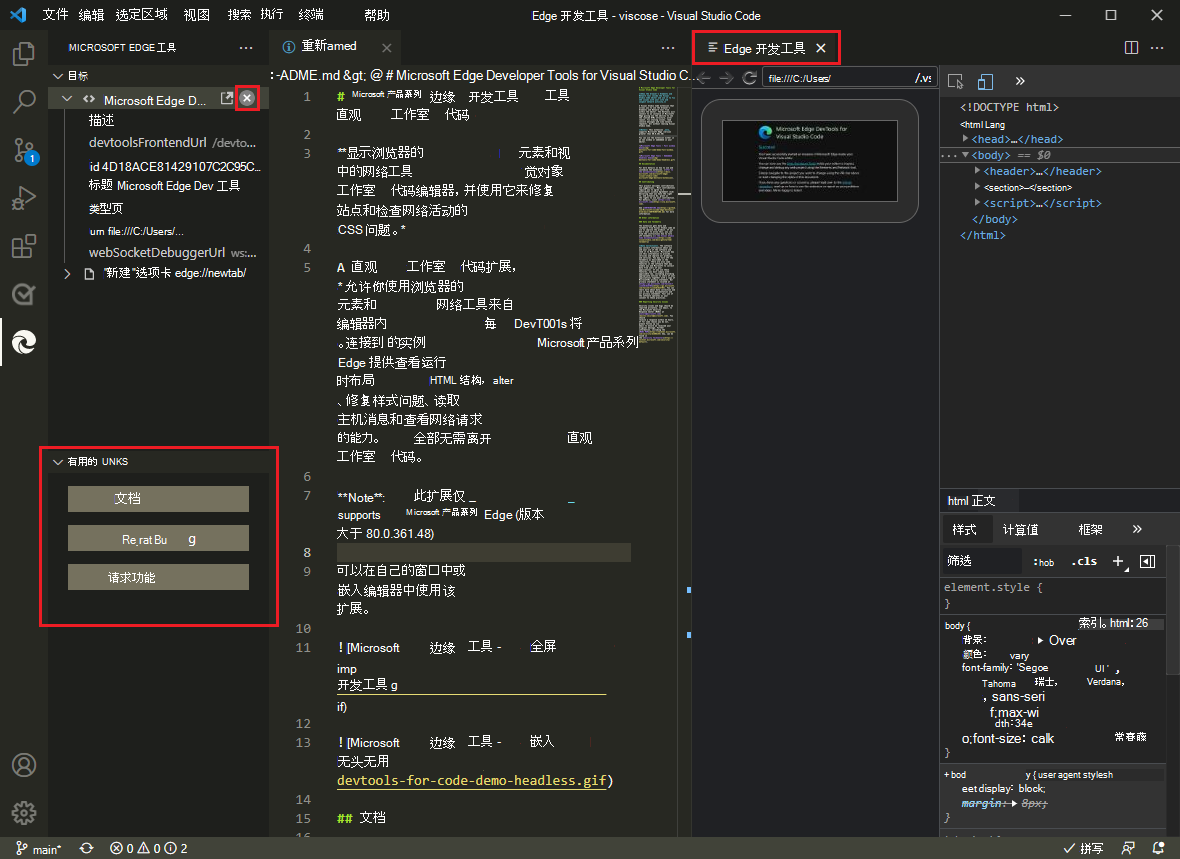 文件 编辑 选定区域 视图 搜索 执行 终端 帮助
Edge 开发工具 - viscose - Visual Studio Code
MICROSOFT EDGE工具 ···
目标
Microsoft Edge D...
描述
devtoolsFrontendUrl /devto...
id 4D18ACE81429107C2C95C...
标题 Microsoft Edge Dev 工具
类型页
um file:///C:/Users/...
webSocketDebuggerUrl ws:...
"新建"选项卡 edge://newtab/
有用的 UNKS
文档
Re,rat Bu g
请求功能
重新amed
:-ADME.md &gt; @ # Microsoft Edge Developer Tools for Visual Studio C...
1 # Microsoft 产品系列 边缘 开发工具 工具
直观 工作室 代码
2
3 **显示浏览器的 元素和视
中的网络工具 觉对象
工作室 代码编辑器, 并使用它来修复
站点和检查网络活动的
CSS 问题。*
4
5 A 直观 工作室 代码扩展，
*允许你使用浏览器的
元素和 网络工具来自
编辑器内 每 DevT001s 将
。连接到 的实例 Microsoft 产品系列
Edge 提供查看运行
时布局 HTML 结构， alter
、修复样式问题、读取
主机消息和查看网络请求
的能力。 全部无需离开 直观
工作室 代码。
6
7 **Note**: 此扩展仅 _
supports Microsoft 产品系列 Edge (版本
大于 80.0.361.48)
8
9 可以在自己的窗口中或
嵌入编辑器中使用该
扩展。
10
11 ! [Microsoft 边缘 工具 - 全屏
imp
开发工具 g
if)
12
13 ! [Microsoft 边缘 工具 - 嵌入
无头无用
devtools-for-code-demo-headless.gif)
14
15 ## 文档
16
Edge 开发工具
file:///C:/Users/ /.vs
Microsoft Edge DevTools for
Visual Studio Code
Success
<!DOCTYPE html>
<html Lang
<head>…</head>
··· <body> == $0
<header>…</header>
<section>–</section>
<script>…</script>
</body>
</html>
html 正文
样式 计算值 框架
筛选 :hob .cls +
element.style {
}
body { 索引。html: 26
背景: Over
颜色: vary
font-family: 'Segoe UI ' ，
Tahoma 瑞士， Verdana,
，sans-seri
f;max-wi
dth:34e
o;font-size: calk 常春藤
}
+ bod y { user agent stylesh
eet display: block;
margin: 8px;
}
main* 0 0 2
拼写